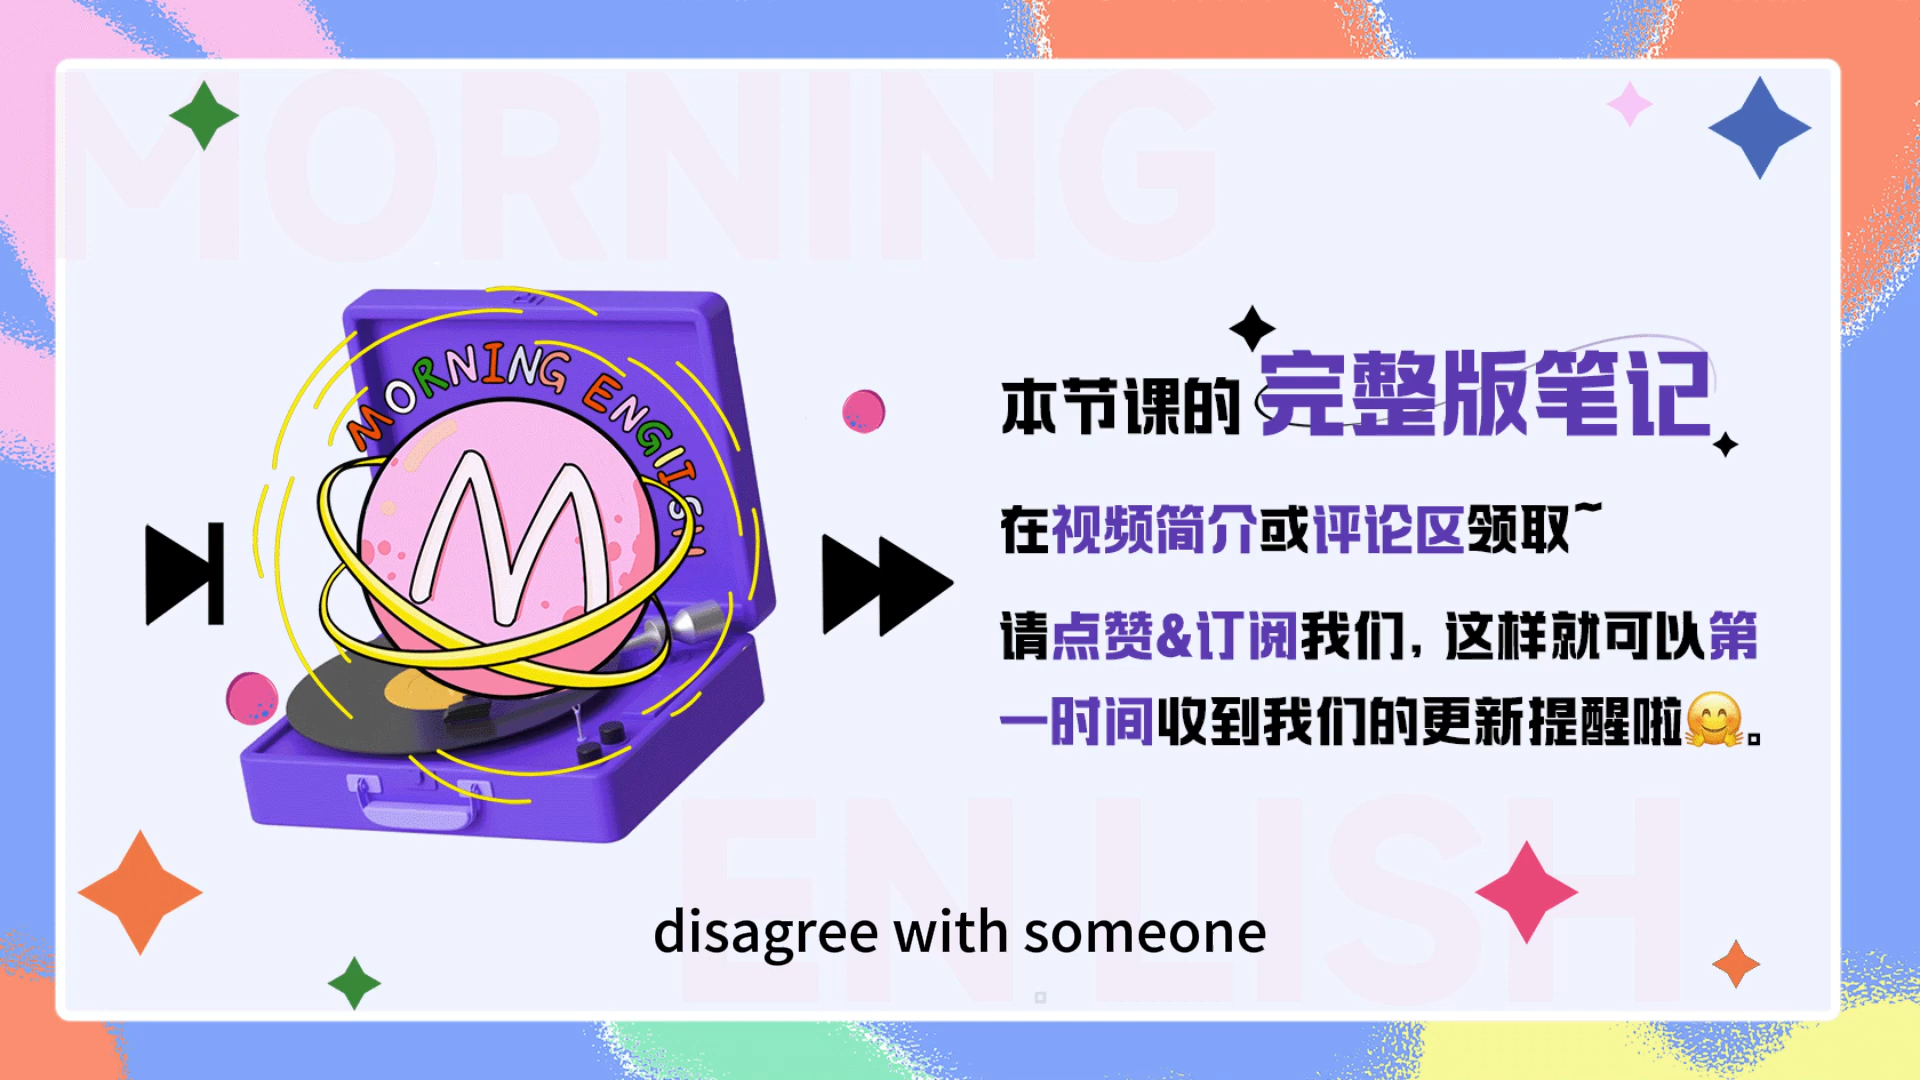 MORNING
MORNING ENGlISH
M
本节课的完整版笔记
在视频简介或评论区领取~
请点赞&订阅我们，这样就可以第
一时间收到我们的更新提醒啦🤗。
EN LISH
disagree with someone